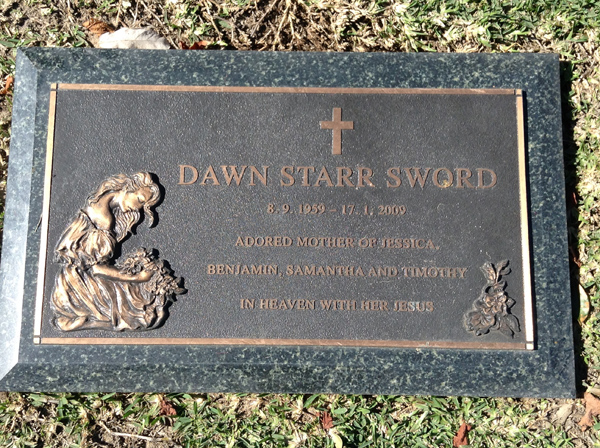 DAWN STARR SWORD
8. 9. 1959 – 17. 1. 2009
ADORED MOTHER OF JESSICA,
BENJAMIN, SAMANTHA AND TIMOTHY
IN HEAVEN WITH HER JESUS